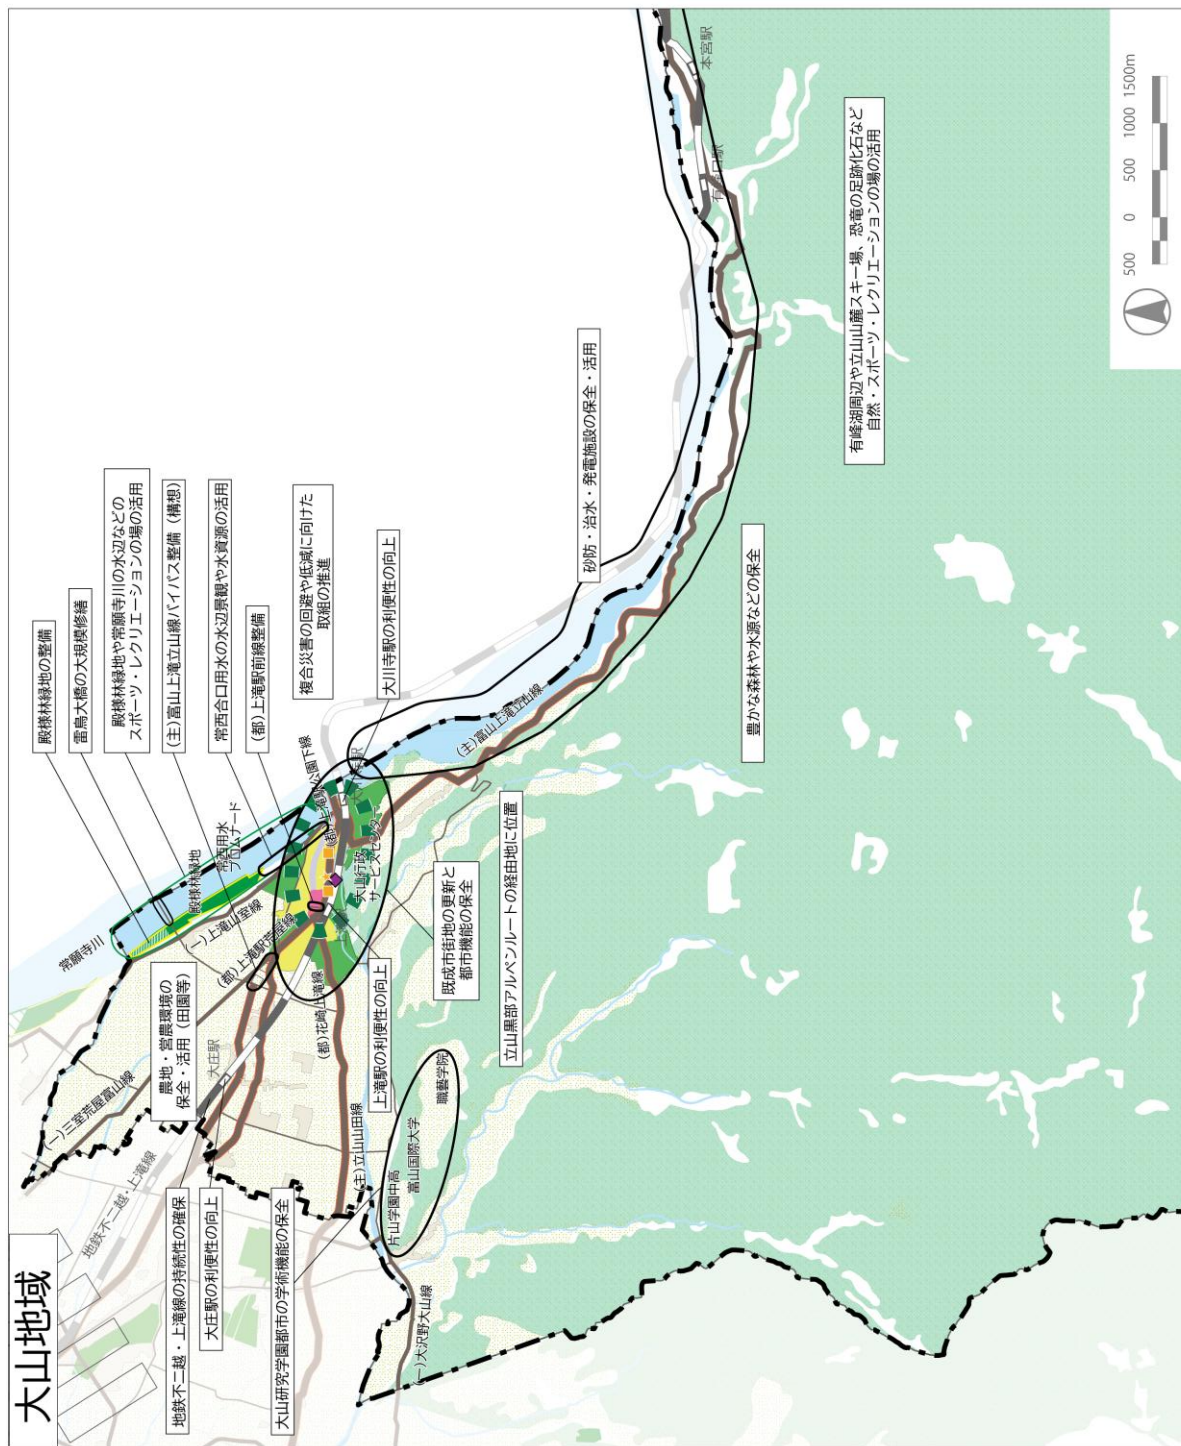 大山地域
殿様林緑地の整備
雷鳥大橋の大規模修繕
殿様林緑地や常願寺川の水辺などの
スポーツ・レクリエーションの場の活用
(主)富山上滝立山線バイパス整備(構想)
常西合口用水の水辺景観や水資源の活用
(都)上滝駅前線整備
複合災害の回避や低減に向けた
取組の推進
大川寺駅の利便性の向上
砂防・治水・発電施設の保全・活用
有峰湖周辺や立山山麓スキー場、恐竜の足跡化石など
自然・スポーツ・レクリエーションの場の活用
豊かな森林や水源などの保全
立山黒部アルペンルートの経由地に位置
既成市街地の更新と
都市機能の保全
上滝駅の利便性の向上
農地・営農環境の
保全・活用(田園等)
地鉄不二越・上滝線の持続性の確保
大庄駅の利便性の向上
大山研究学園都市の学術機能の保全
常願寺川
殿様林緑地
常西用水
プロムナード
(一)上滝山室線
(都)上滝駅荒屋線
(都)花崎上滝線
(一)三室荒屋富山線
大庄駅
地鉄不二越・上滝線
(主)立山山田線
(一)大沢野大山線
片山学園中高
富山国際大学
職藝学院
大山行政
サービスセンター
(主)富山上滝立山線
有峰口駅
本宮駅
500 0 500 1000 1500m